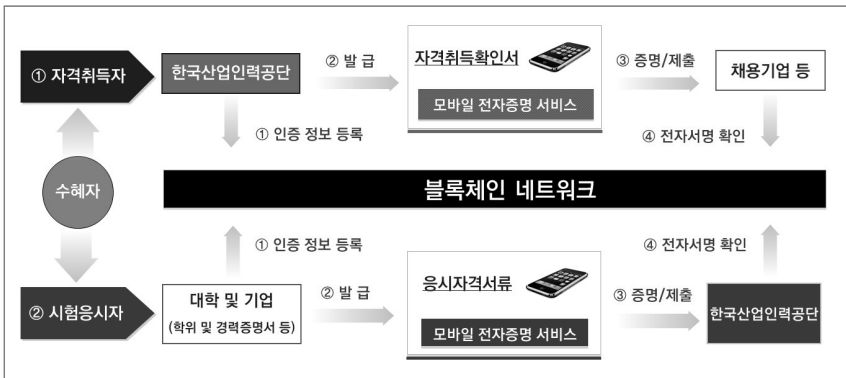 ① 자격취득자
한국산업인력공단
② 발 급
자격취득확인서
모바일 전자증명 서비스
③ 증명/제출
채용기업 등
① 인증 정보 등록
④ 전자서명 확인
수혜자
블록체인 네트워크
① 인증 정보 등록
④ 전자서명 확인
② 시험응시자
대학 및 기업
(학위 및 경력증명서 등)
② 발 급
응시자격서류
모바일 전자증명 서비스
③ 증명/제출
한국산업인력공단